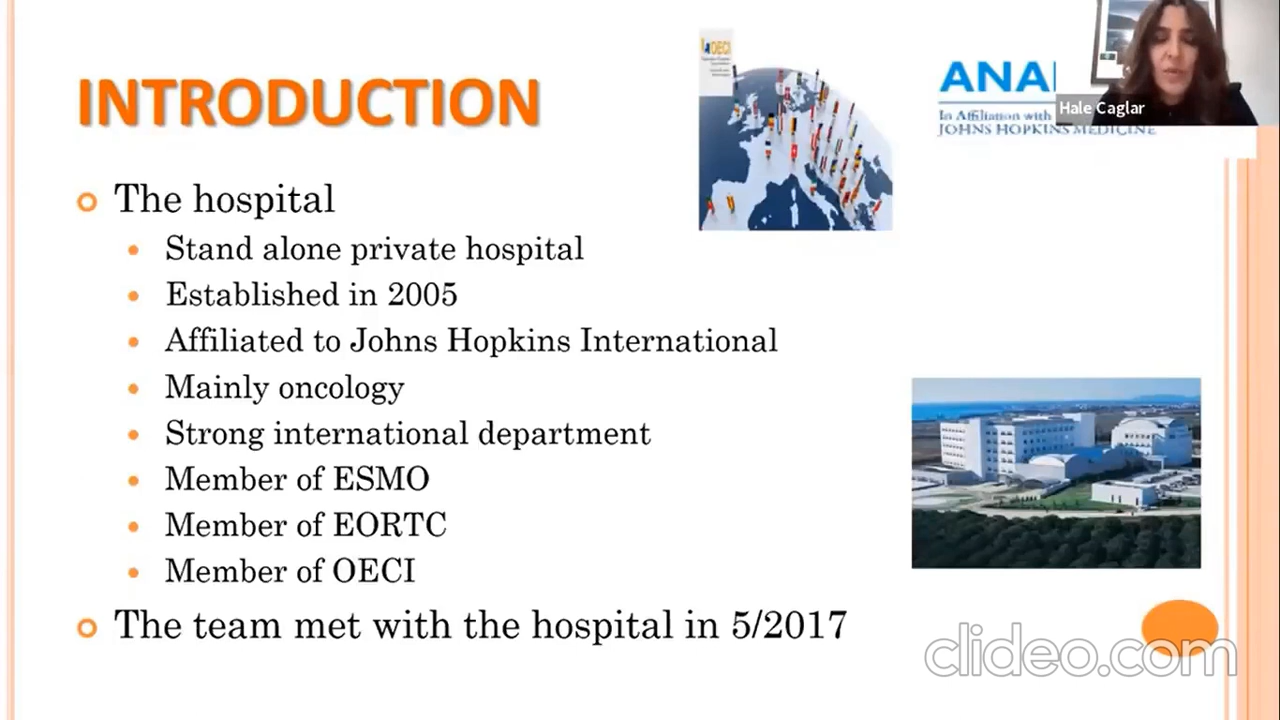 INTRODUCTION
OECI
ANA
In Affiliation with
JOHNS HOPKINS MEDICINE
Hale Caglar
The hospital
Stand alone private hospital
Established in 2005
Affiliated to Johns Hopkins International
Mainly oncology
Strong international department
Member of ESMO
Member of EORTC
Member of OECI
The team met with the hospital in 5/2017
clideo.com